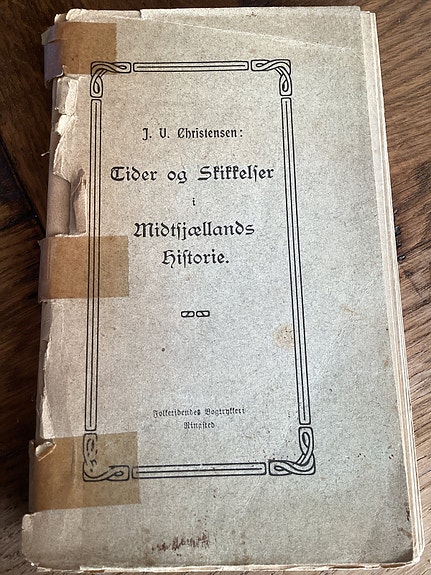 J. V. Christensen:
Tider og Skikkelser
i
Midtsjællands
Historie.
Folketidendes Bogtrykkeri
Ringsted